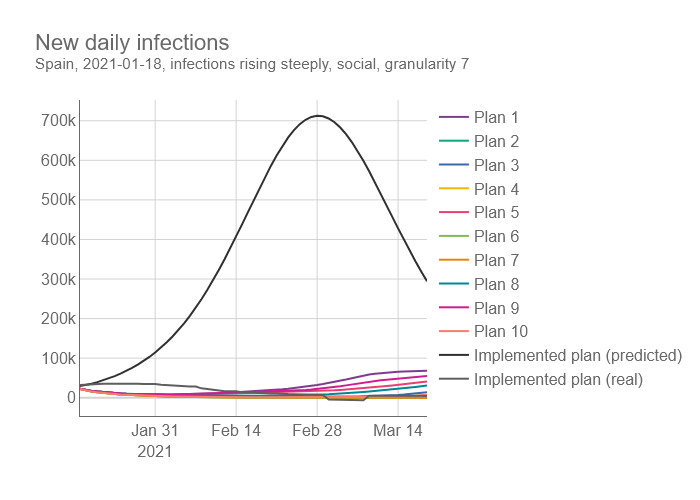 New daily infections
Spain, 2021-01-18, infections rising steeply, social, granularity 7
700k
600k
500k
400k
300k
200k
100k
0
Jan 31
2021
Feb 14
Feb 28
Mar 14
Plan 1
Plan 2
Plan 3
Plan 4
Plan 5
Plan 6
Plan 7
Plan 8
Plan 9
Plan 10
Implemented plan (predicted)
Implemented plan (real)